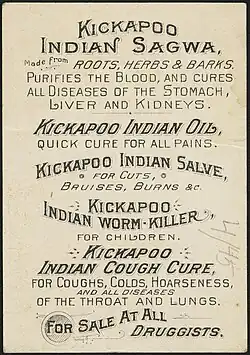 KICKAPOO
INDIAN SAGWA,
Made from ROOTS, HERBS & BARKS.
PURIFIES THE BLOOD, AND CURES
ALL DISEASES OF THE STOMACH,
LIVER AND KIDNEYS.
KICKAPOO INDIAN OIL,
QUICK CURE FOR ALL PAINS.
KICKAPOO INDIAN SALVE,
FOR CUTS,
BRUISES, BURNS &c.
KICKAPOO
INDIAN WORM-KILLER,
FOR CHILDREN.
KICKAPOO
INDIAN COUGH CURE,
FOR COUGHS, COLDS, HOARSENESS,
AND ALL DISEASES
OF THE THROAT AND LUNGS.
FOR SALE AT ALL
DRUGGISTS.